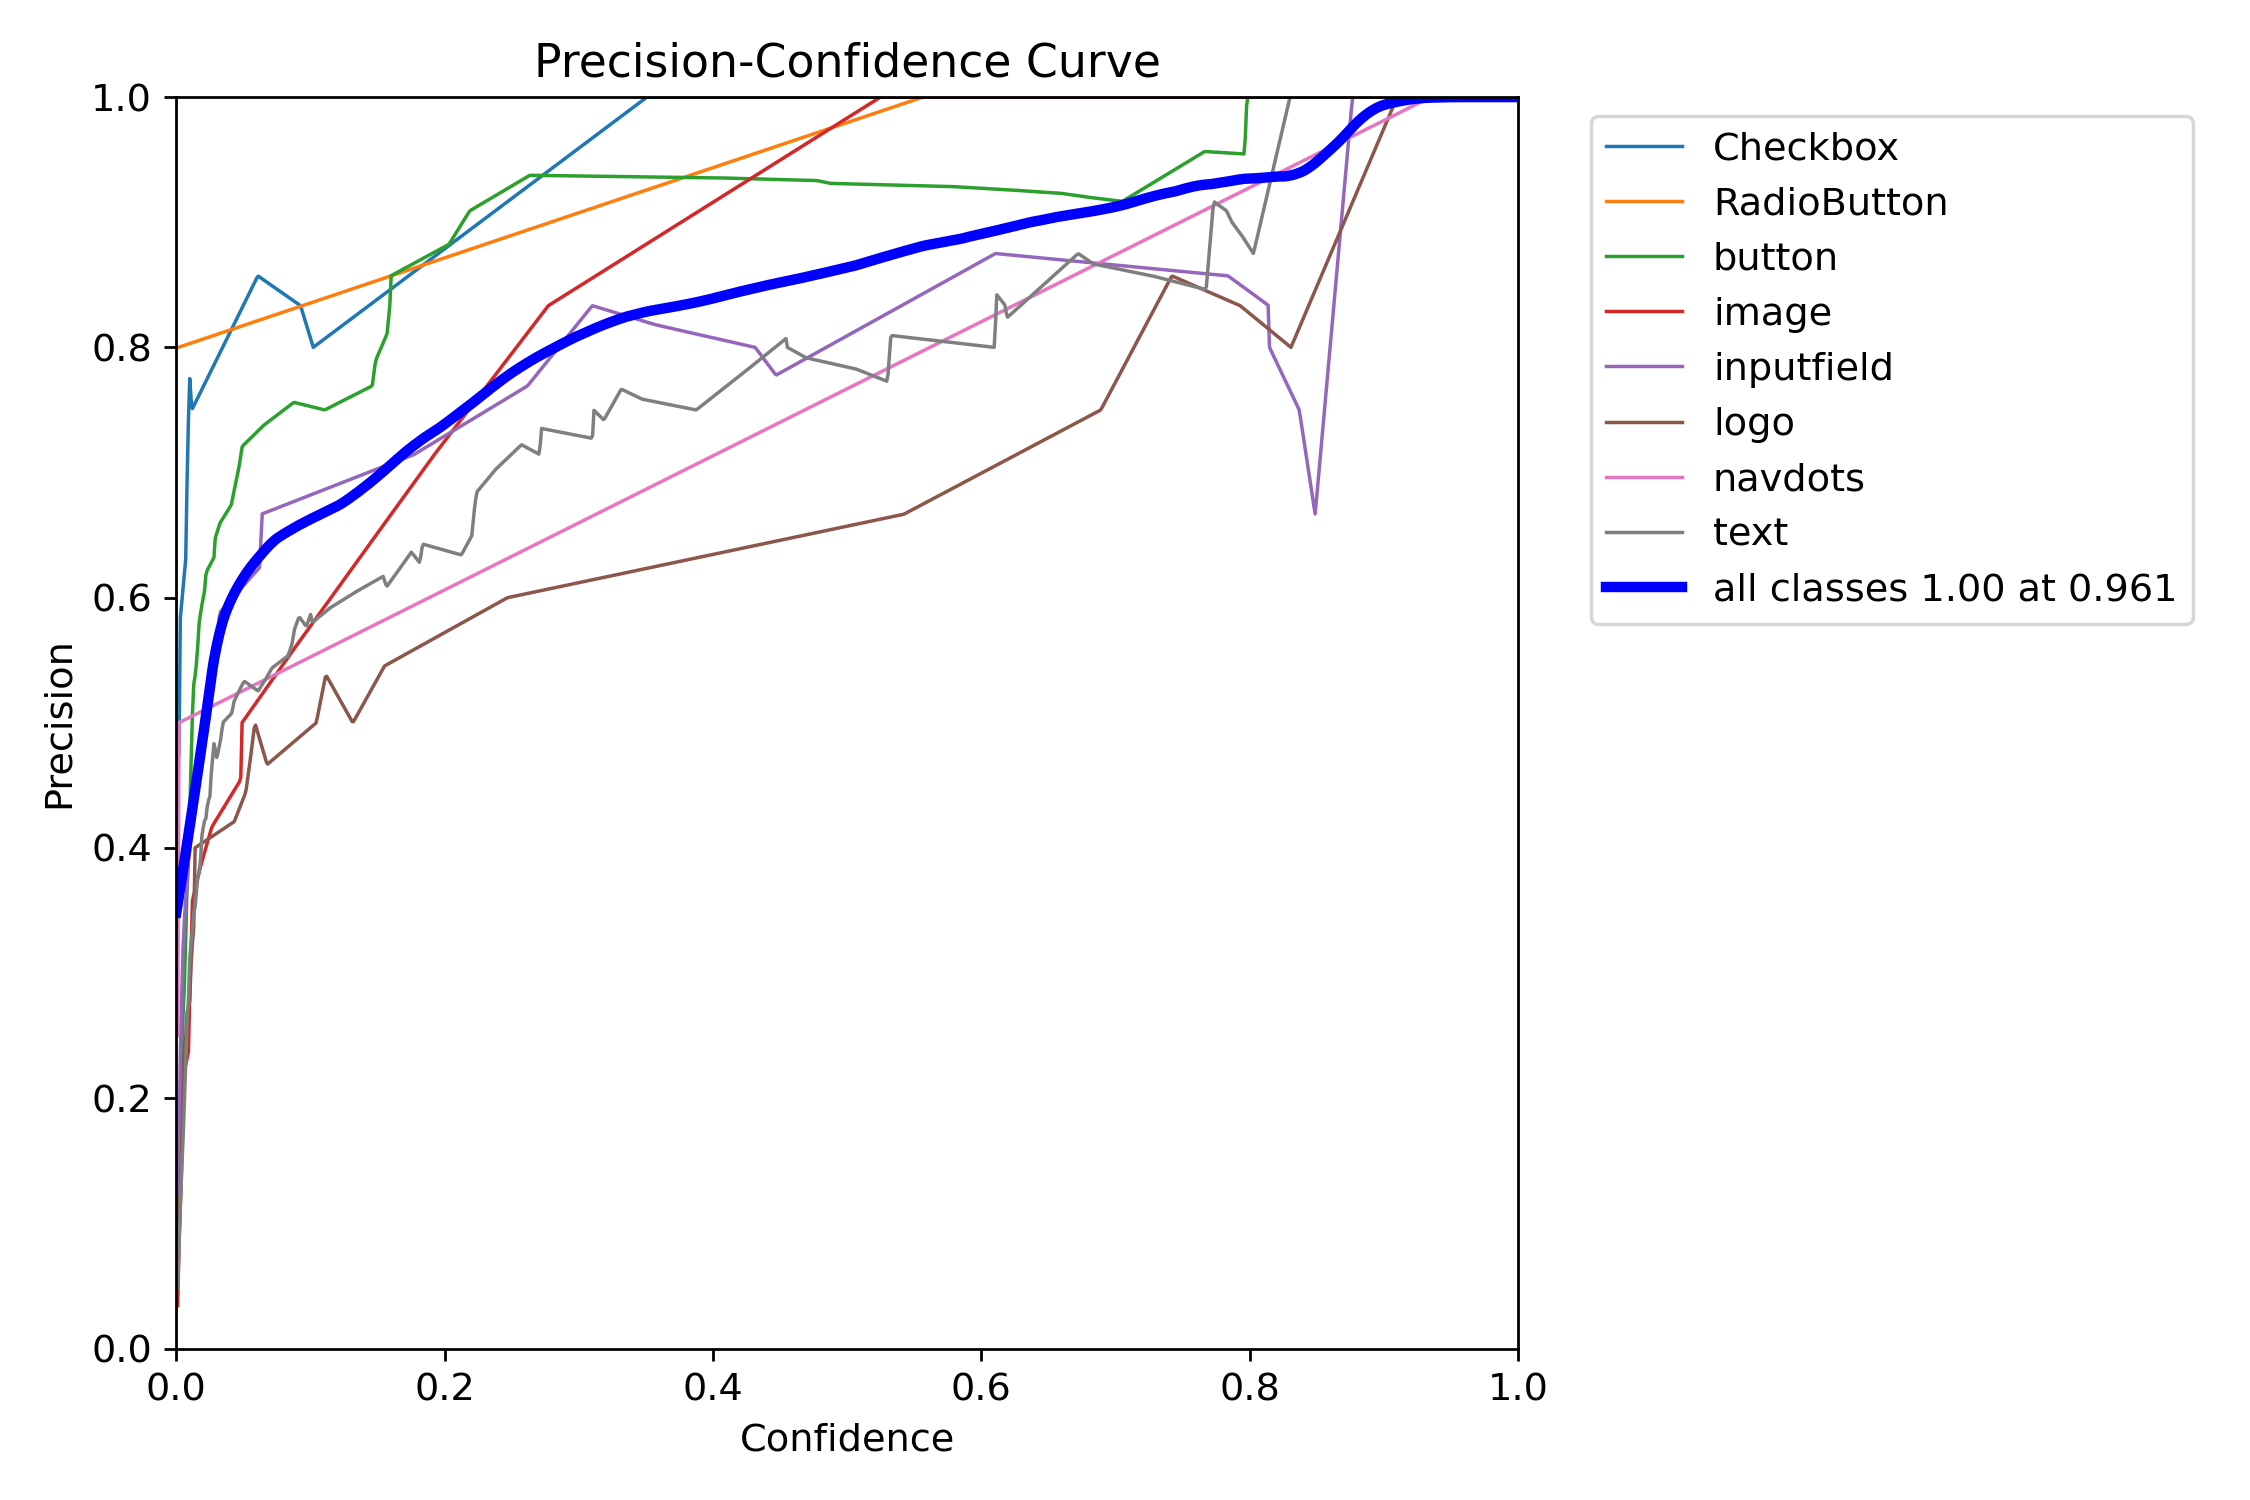 Precision-Confidence Curve
1.0
0.8
0.6
0.4
0.2
0.0
Precision
0.0 0.2 0.4 0.6 0.8 1.0
Confidence
Checkbox
RadioButton
button
image
inputfield
logo
navdots
text
all classes 1.00 at 0.961